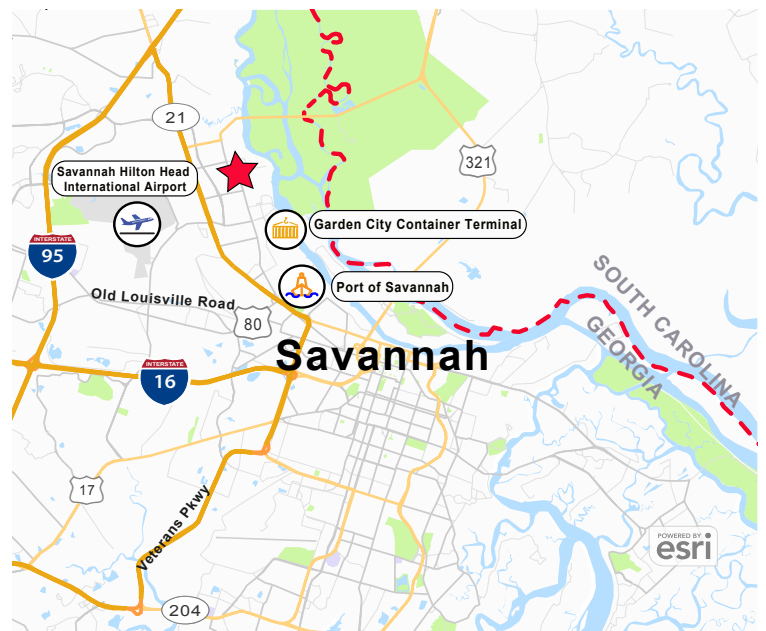 21
Savannah Hilton Head
International Airport
321
Garden City Container Terminal
INTERSTATE
95
SOUTH CAROLINA
GEORGIA
Port of Savannah
Old Louisville Road
80
Savannah
INTERSTATE
16
17
Veterans Pkwy
POWERED BY
esri
204